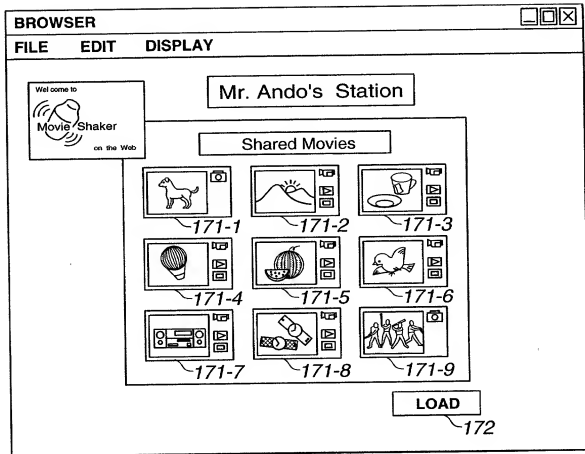 BROWSER
FILE EDIT DISPLAY
Wel come to
Movie Shaker
on the Web
Mr. Ando's Station
Shared Movies
171-1 171-2 171-3
171-4 171-5 171-6
171-7 171-8 171-9
LOAD
172